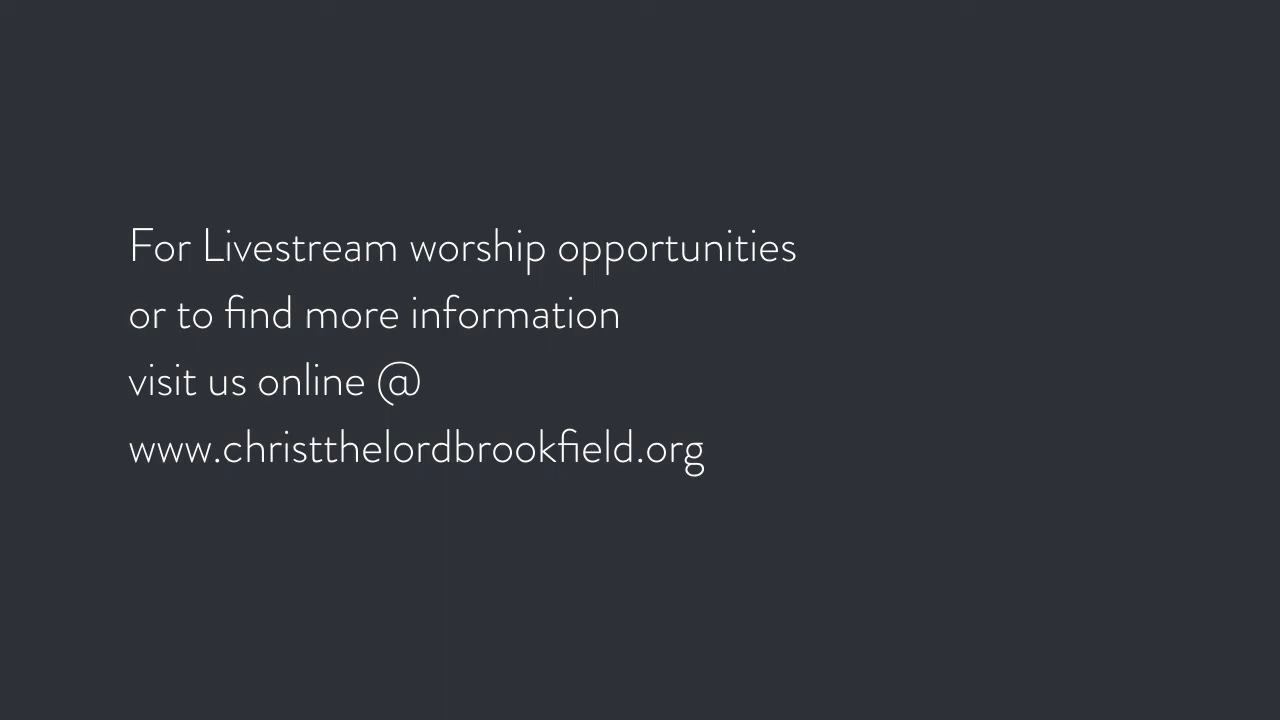 For Livestream worship opportunities
or to find more information
visit us online @
www.christthelordbrookfield.org